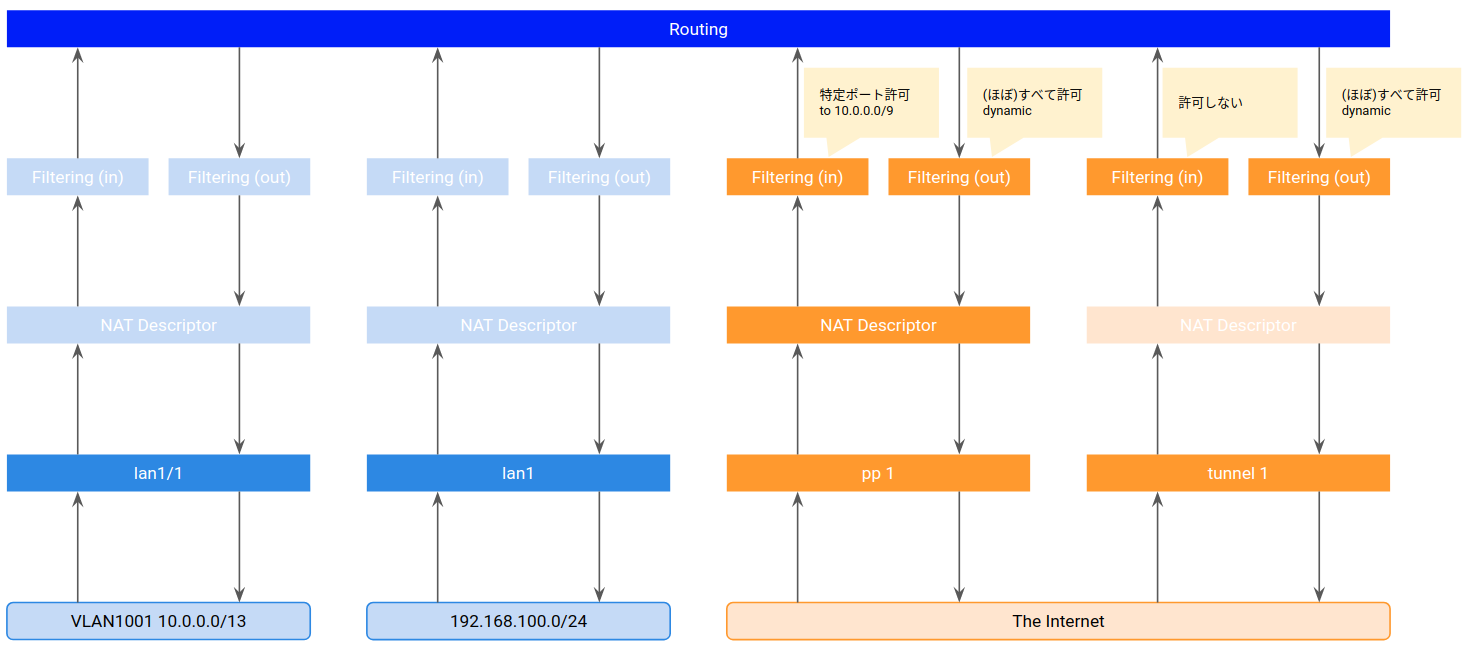 Routing
特定ポート許可
to 10.0.0.0/9
(ほぼ)すべて許可
dynamic
許可しない
(ほぼ)すべて許可
dynamic
Filtering (in)
Filtering (out)
Filtering (in)
Filtering (out)
Filtering (in)
Filtering (out)
Filtering (in)
Filtering (out)
NAT Descriptor
NAT Descriptor
NAT Descriptor
NAT Descriptor
lan1/1
lan1
pp 1
tunnel 1
VLAN1001 10.0.0.0/13
192.168.100.0/24
The Internet